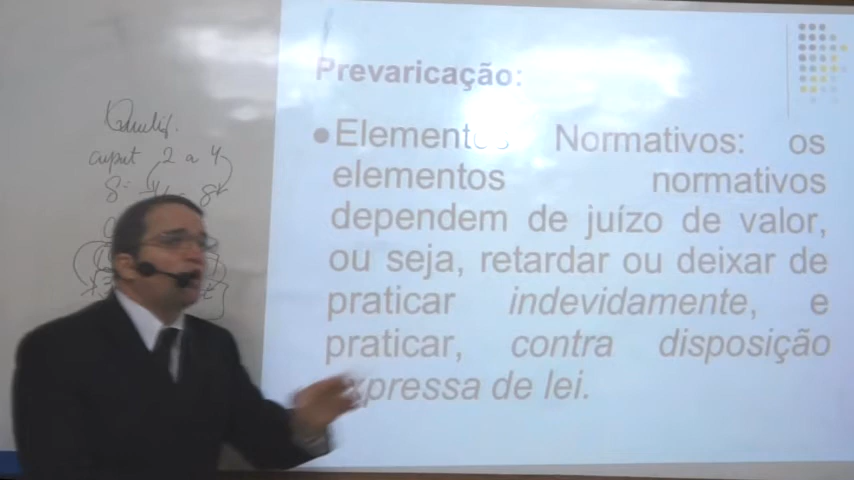 Prevaricação:
●Elementos Normativos: os
elementos normativos
dependem de juízo de valor,
ou seja, retardar ou deixar de
praticar indevidamente, e
praticar, contra disposição
expressa de lei.
caput 2 a 4